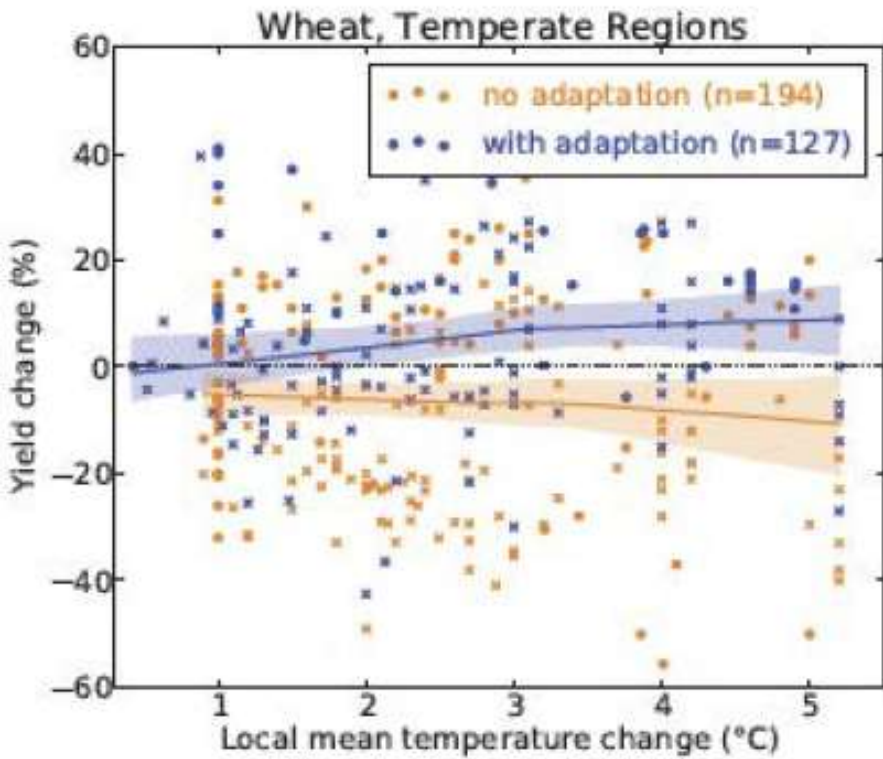 Wheat, Temperate Regions
no adaptation (n=194)
with adaptation (n=127)
Yield change (%)
60
40
20
0
−20
−40
−60
1 2 3 4 5
Local mean temperature change (°C)